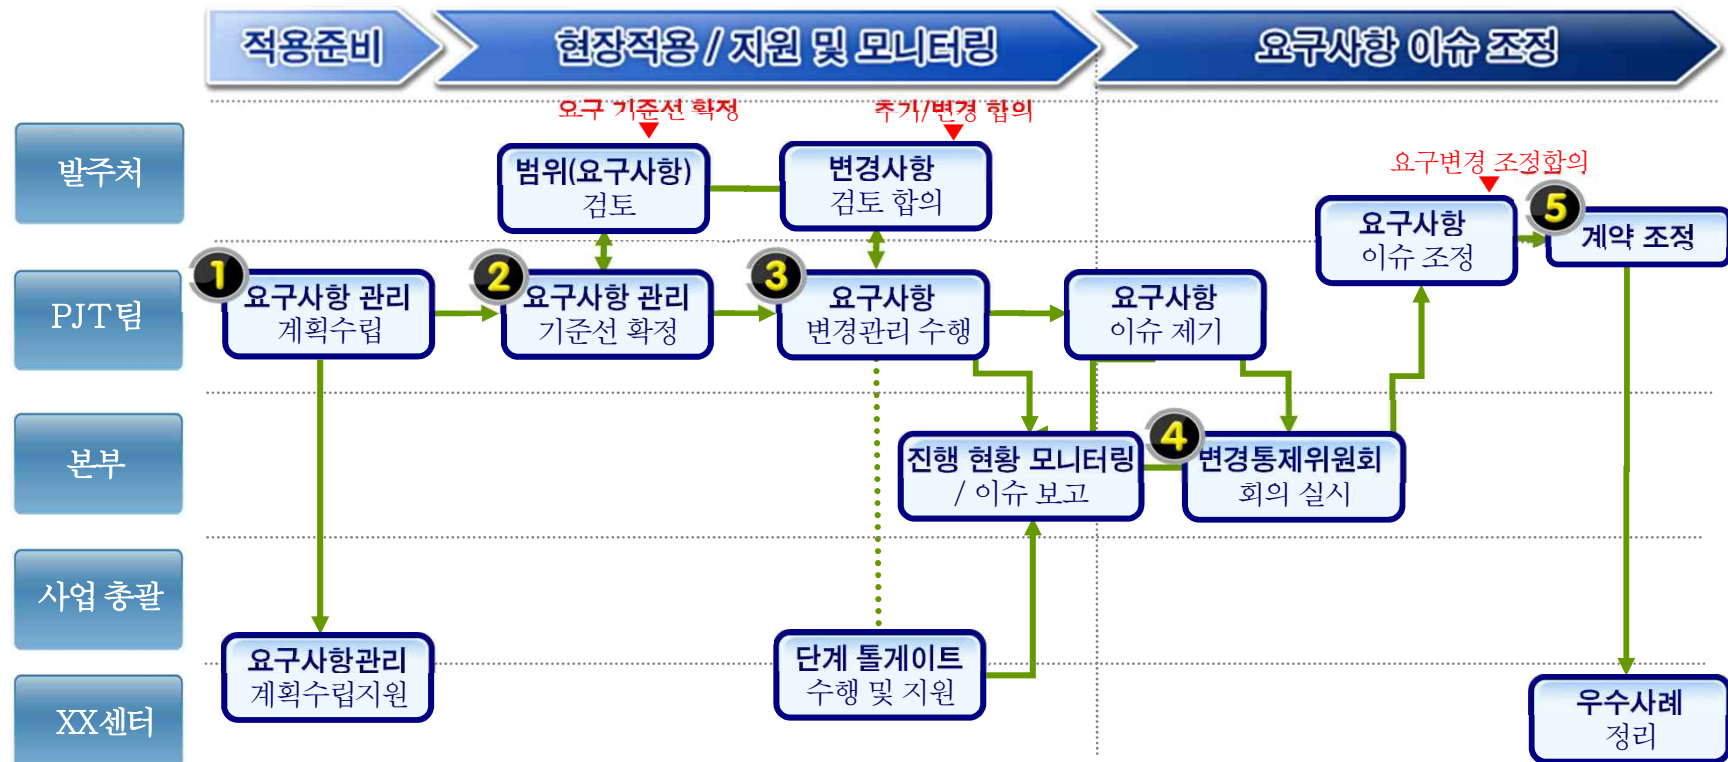 적용준비
현장적용 / 지원 및 모니터링
요구사항 이슈 조정
요구 기준선 확정
추가/변경 합의
발주처
범위(요구사항)
검토
변경사항
검토 합의
요구변경 조정합의
요구사항
이슈 조정
5
계약 조정
PJT팀
1
요구사항 관리
계획수립
2
요구사항 관리
기준선 확정
3
요구사항
변경관리 수행
요구사항
이슈 제기
본부
진행 현황 모니터링
/ 이슈 보고
4
변경통제위원회
회의 실시
사업 총괄
요구사항관리
계획수립지원
단계 톨게이트
수행 및 지원
XX센터
우수사례
정리